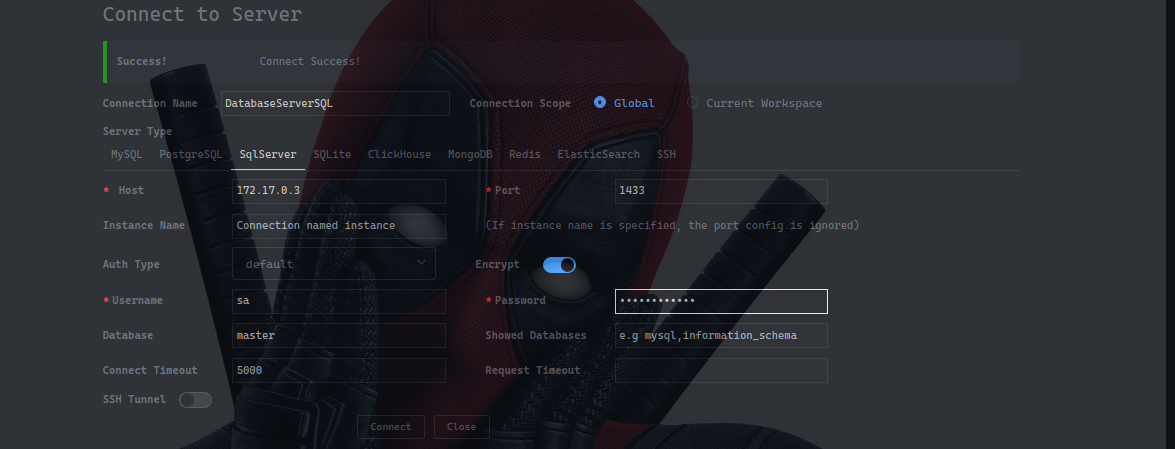 Connect to Server
Success! Connect Success!
Connection Name DatabaseServerSQL Connection Scope Global Current Workspace
Server Type
MySQL PostgreSQL SqlServer SQLite ClickHouse MongoDB Redis ElasticSearch SSH
* Host 172.17.0.3 * Port 1433
Instance Name Connection named instance (If instance name is specified, the port config is ignored)
Auth Type default Encrypt
* Username sa * Password ••••••••••••
Database master Showed Databases e.g mysql,information_schema
Connect Timeout 5000 Request Timeout
SSH Tunnel
Connect Close